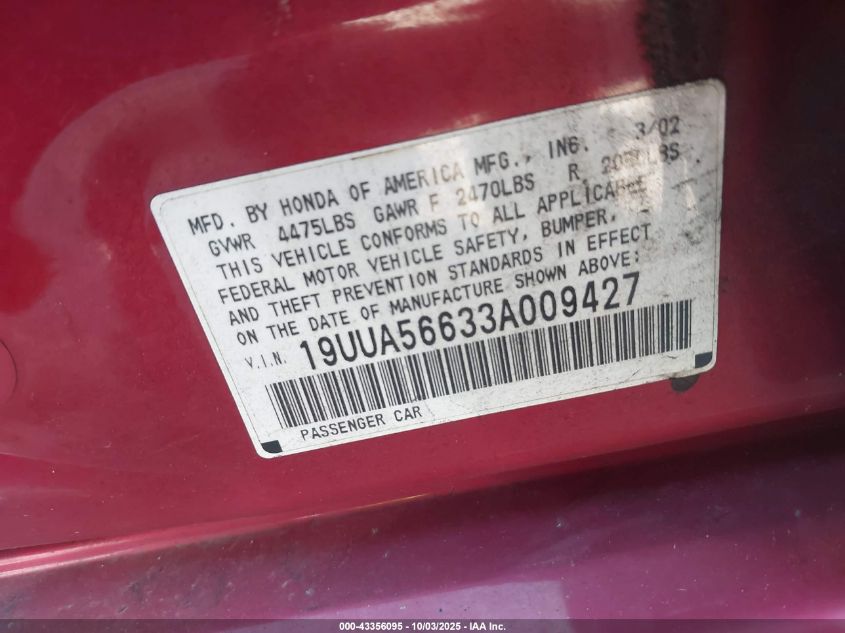 MFD. BY HONDA OF AMERICA MFG., INC. 3/02
GVWR 4475LBS GAWR F 2470LBS R LBS
THIS VEHICLE CONFORMS TO ALL APPLICABLE
FEDERAL MOTOR VEHICLE SAFETY, BUMPER,
AND THEFT PREVENTION STANDARDS IN EFFECT
ON THE DATE OF MANUFACTURE SHOWN ABOVE:
V.I.N. 19UUA56633A009427
PASSENGER CAR
000-43356095 - 10/03/2025 - IAA Inc.